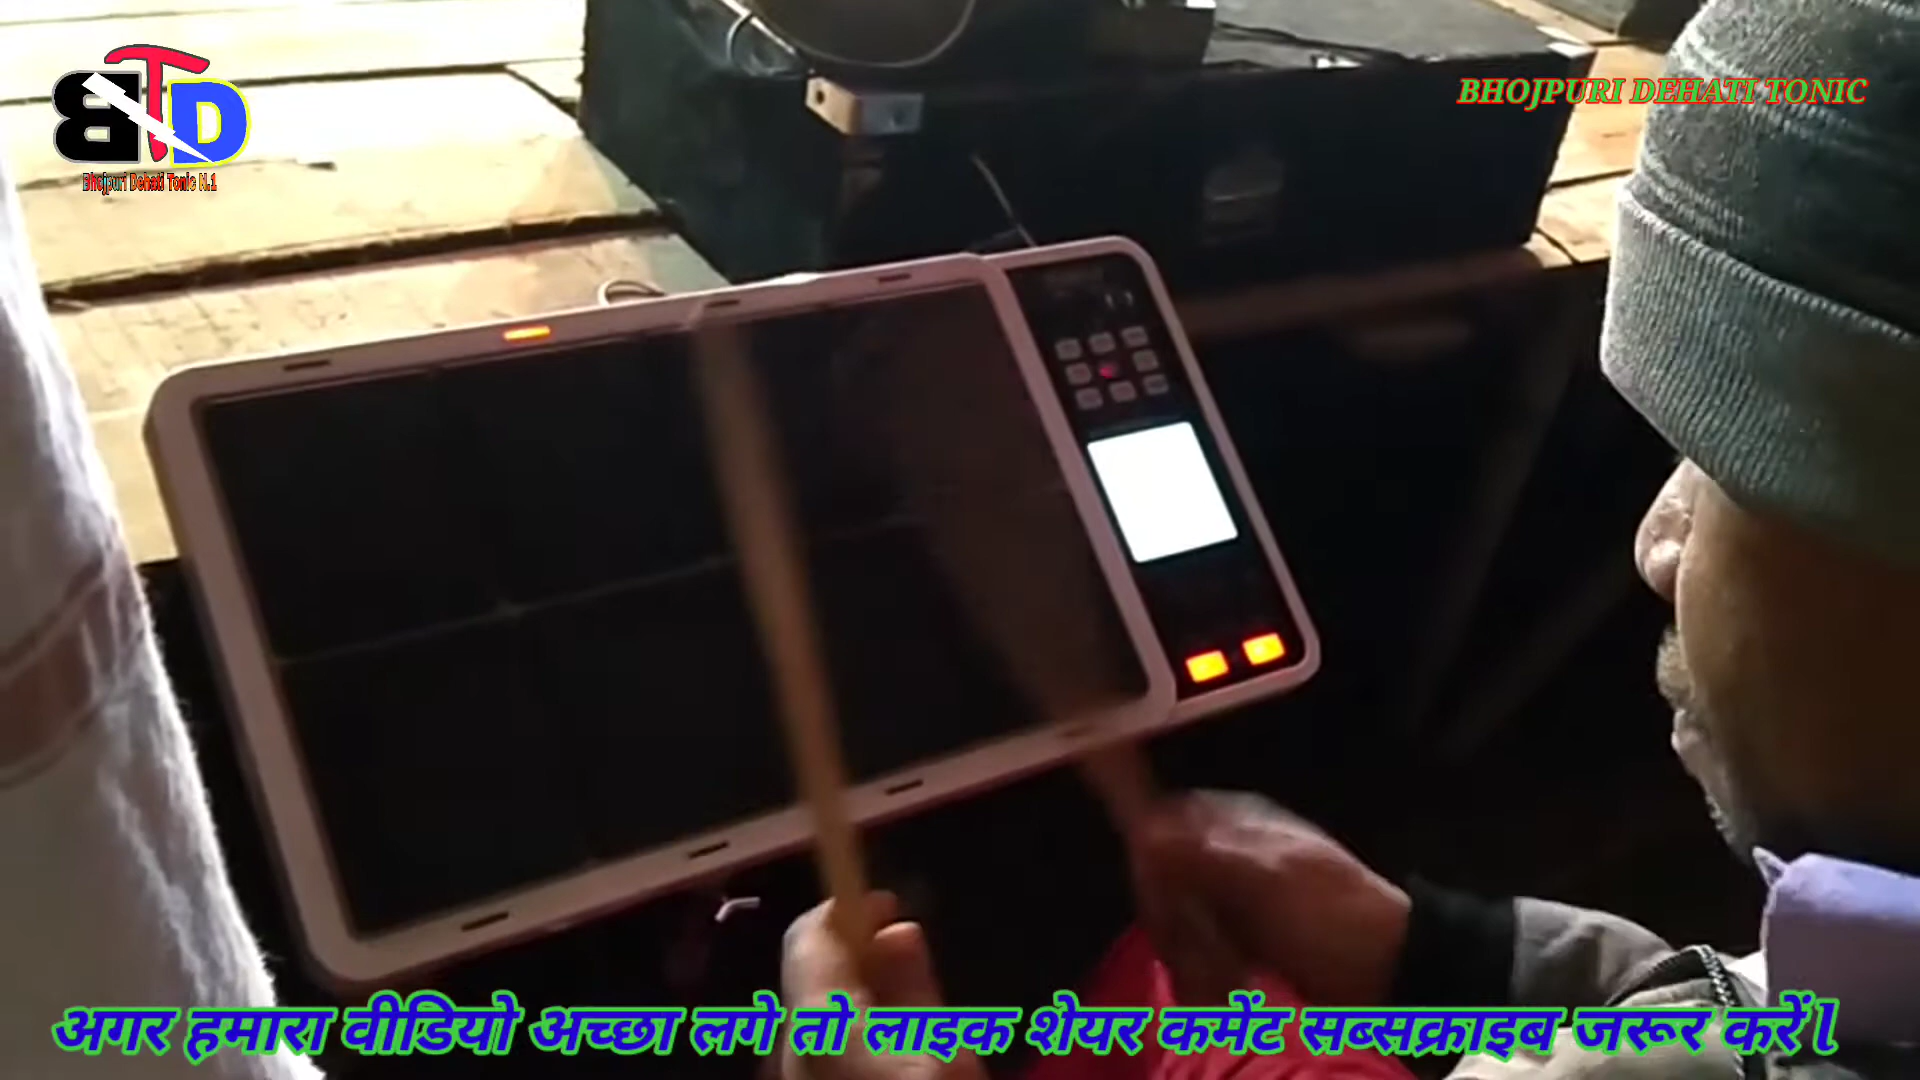 BTD
Bhojpuri Dehati Tonic N.1
BHOJPURI DEHATI TONIC
अगर हमारा वीडियो अच्छा लगे तो लाइक शेयर कमेंट सब्सक्राइब जरूर करें l